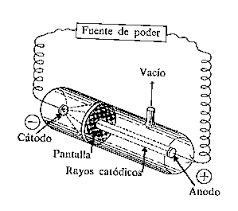 Fuente de poder
Vacío
⊖
Cátodo
Pantalla
Rayos catódicos
⊕
Anodo